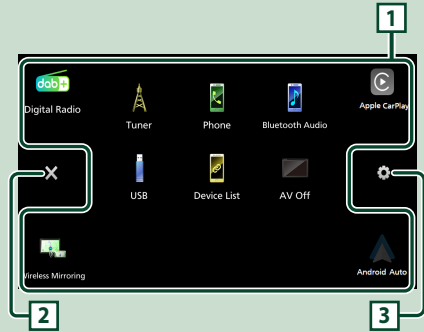 1
dab+
Digital Radio
Tuner
Phone
Bluetooth Audio
Apple CarPlay
USB
Device List
AV Off
Wireless Mirroring
Android Auto
2
3